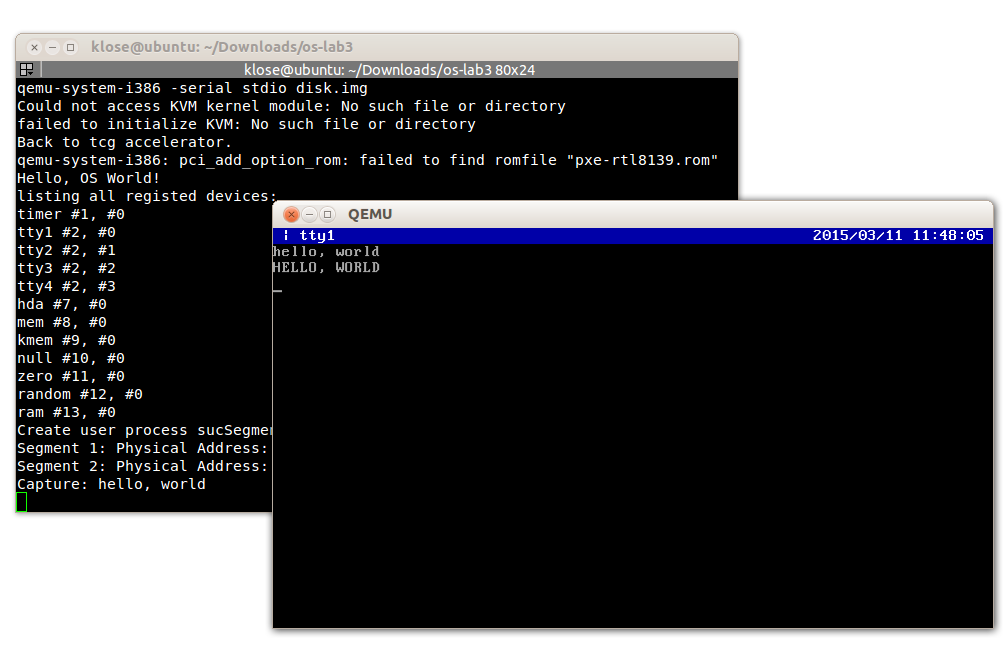 klose@ubuntu: ~/Downloads/os-lab3
klose@ubuntu: ~/Downloads/os-lab3 80x24
qemu-system-i386 -serial stdio disk.img
Could not access KVM kernel module: No such file or directory
failed to initialize KVM: No such file or directory
Back to tcg accelerator.
qemu-system-i386: pci_add_option_rom: failed to find romfile "pxe-rtl8139.rom"
Hello, OS World!
listing all registed devices:
timer #1, #0
tty1 #2, #0
tty2 #2, #1
tty3 #2, #2
tty4 #2, #3
hda #7, #0
mem #8, #0
kmem #9, #0
null #10, #0
zero #11, #0
random #12, #0
ram #13, #0
Create user process sucSegmen
Segment 1: Physical Address:
Segment 2: Physical Address:
Capture: hello, world
QEMU
¦ tty1 2015/03/11 11:48:05
hello, world
HELLO, WORLD